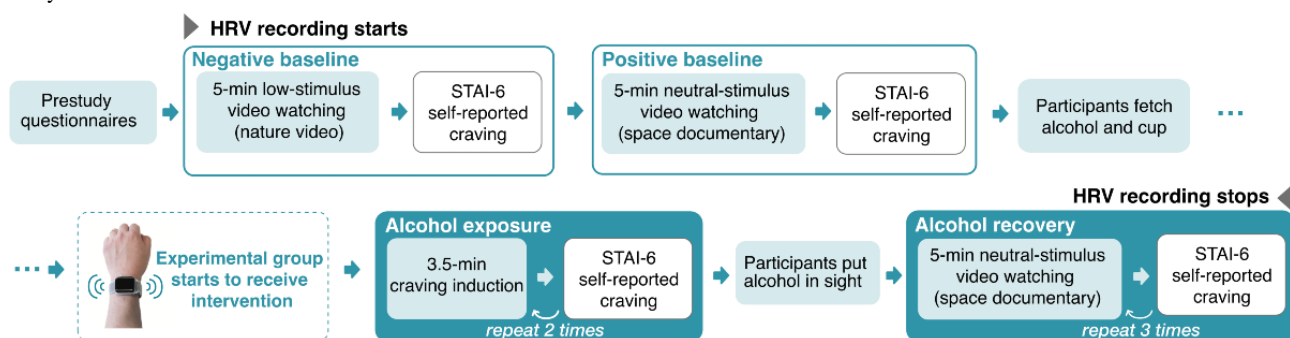 HRV recording starts
Negative baseline
5-min low-stimulus
video watching
(nature video)
STAI-6
self-reported
craving
Positive baseline
5-min neutral-stimulus
video watching
(space documentary)
STAI-6
self-reported
craving
Prestudy
questionnaires
Participants fetch
alcohol and cup
...
HRV recording stops
...
Experimental group
starts to receive
intervention
Alcohol exposure
3.5-min
craving induction
STAI-6
self-reported
craving
repeat 2 times
Participants put
alcohol in sight
Alcohol recovery
5-min neutral-stimulus
video watching
(space documentary)
STAI-6
self-reported
craving
repeat 3 times